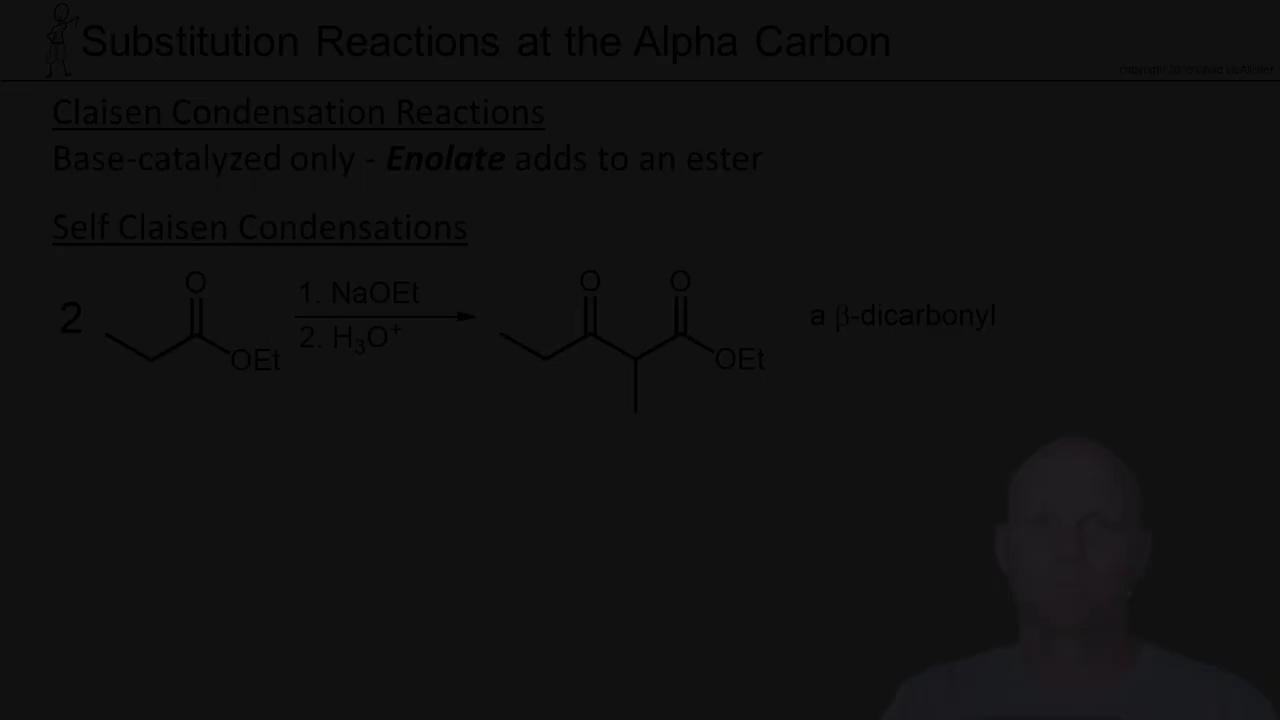 Substitution Reactions at the Alpha Carbon
Claisen Condensation Reactions
Base-catalyzed only - Enolate adds to an ester
Self Claisen Condensations
2
O
OEt
1. NaOEt
2. H₃O⁺
O
O
OEt
a β-dicarbonyl